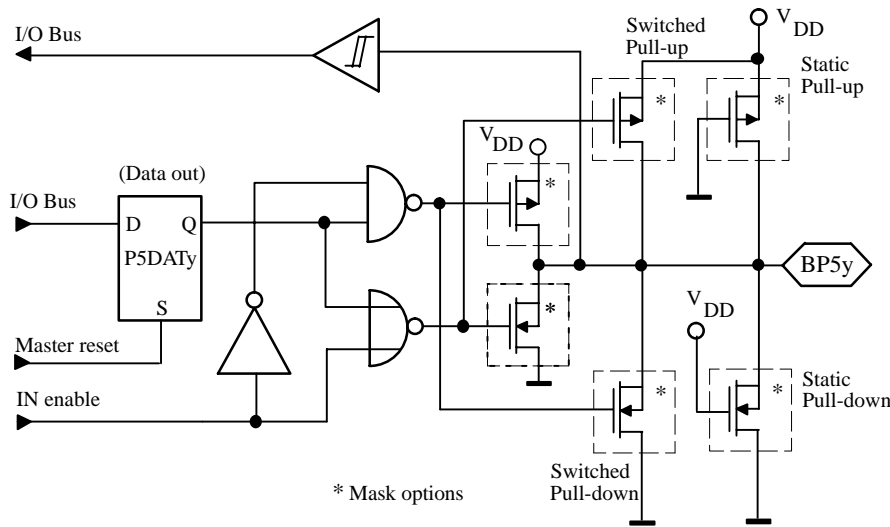 I/O Bus
Switched
Pull-up
V
DD
Static
Pull-up
*
*
V
DD
*
(Data out)
I/O Bus
D
Q
P5DATy
S
BP5y
*
V
DD
Master reset
IN enable
*
*
Static
Pull-down
Switched
Pull-down
* Mask options